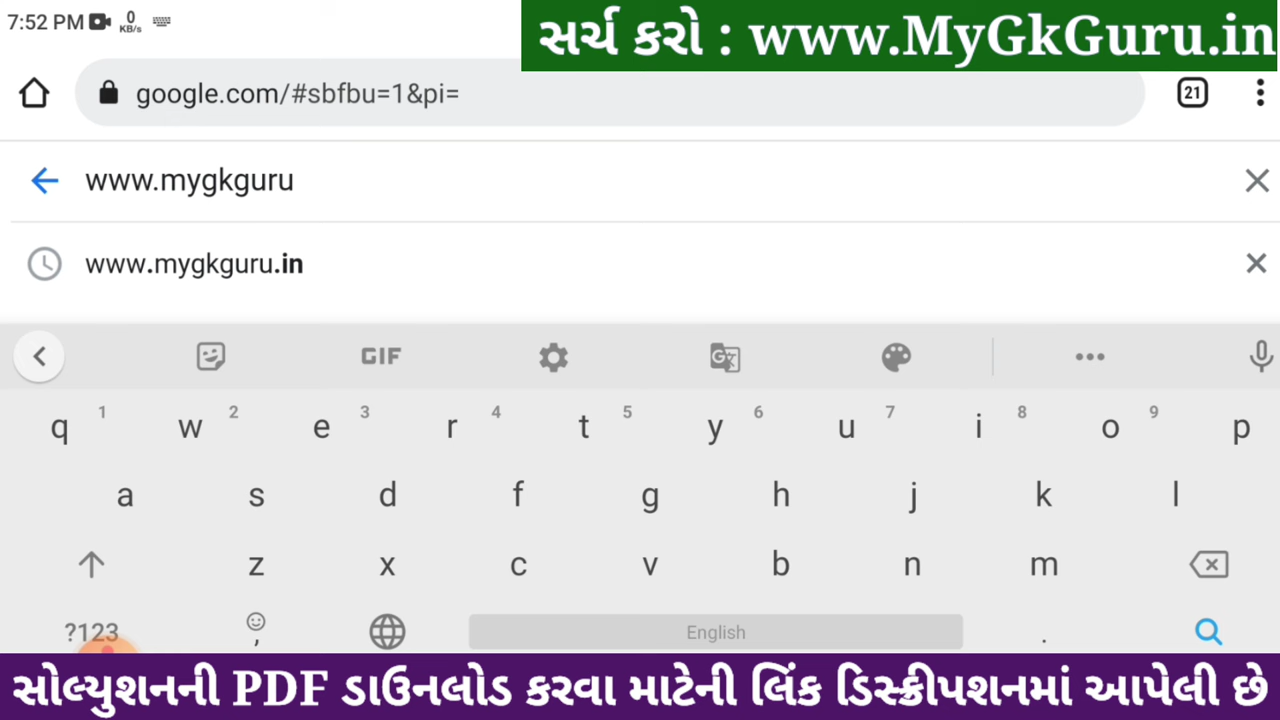 7:52 PM 0 KB/s
સર્ચ કરો : www.MyGkGuru.in
google.com/#sbfbu=1&pi=
21
www.mygkguru
www.mygkguru.in
GIF
q 1 w 2 e 3 r 4 t 5 y 6 u 7 i 8 o 9 p
a s d f g h j k l
z x c v b n m
?123 , English .
સોલ્યુશનની PDF ડાઉનલોડ કરવા માટેની લિંક ડિસ્ક્રીપશનમાં આપેલી છે